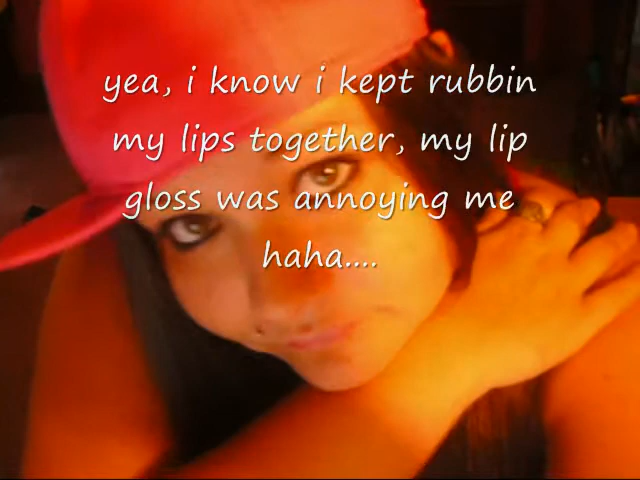 yea, i know i kept rubbin
my lips together, my lip
gloss was annoying me
haha....